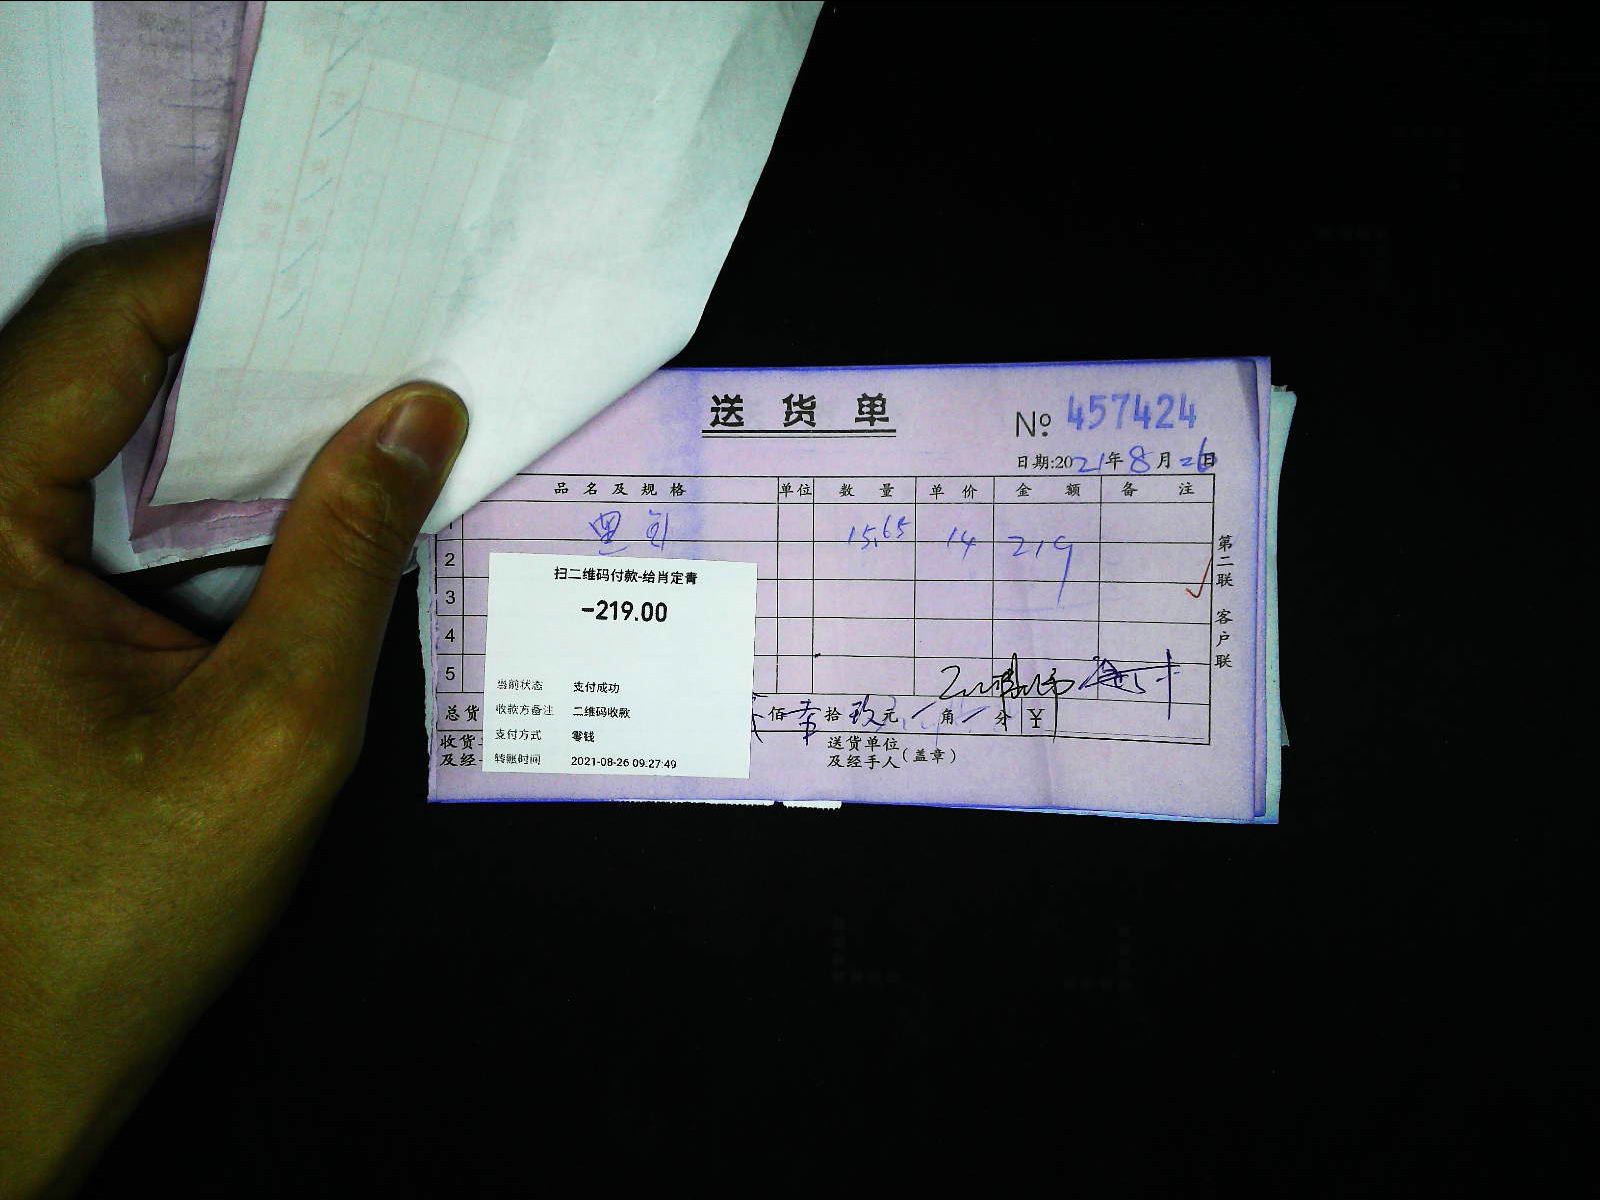 送货单
№ 457424
日期:2021年8月26日
品名及规格 单位 数量 单价 金额 备注
1 15.65 14 219
2
3
4
5
扫二维码付款-给肖定青
-219.00
当前状态 支付成功
收款方备注 二维码收款
支付方式 零钱
转账时间 2021-08-26 09:27:49
总货 佰 拾 玖元 角 分 ¥
收货
及经
送货单位
及经手人(盖章)
第二联 客户联